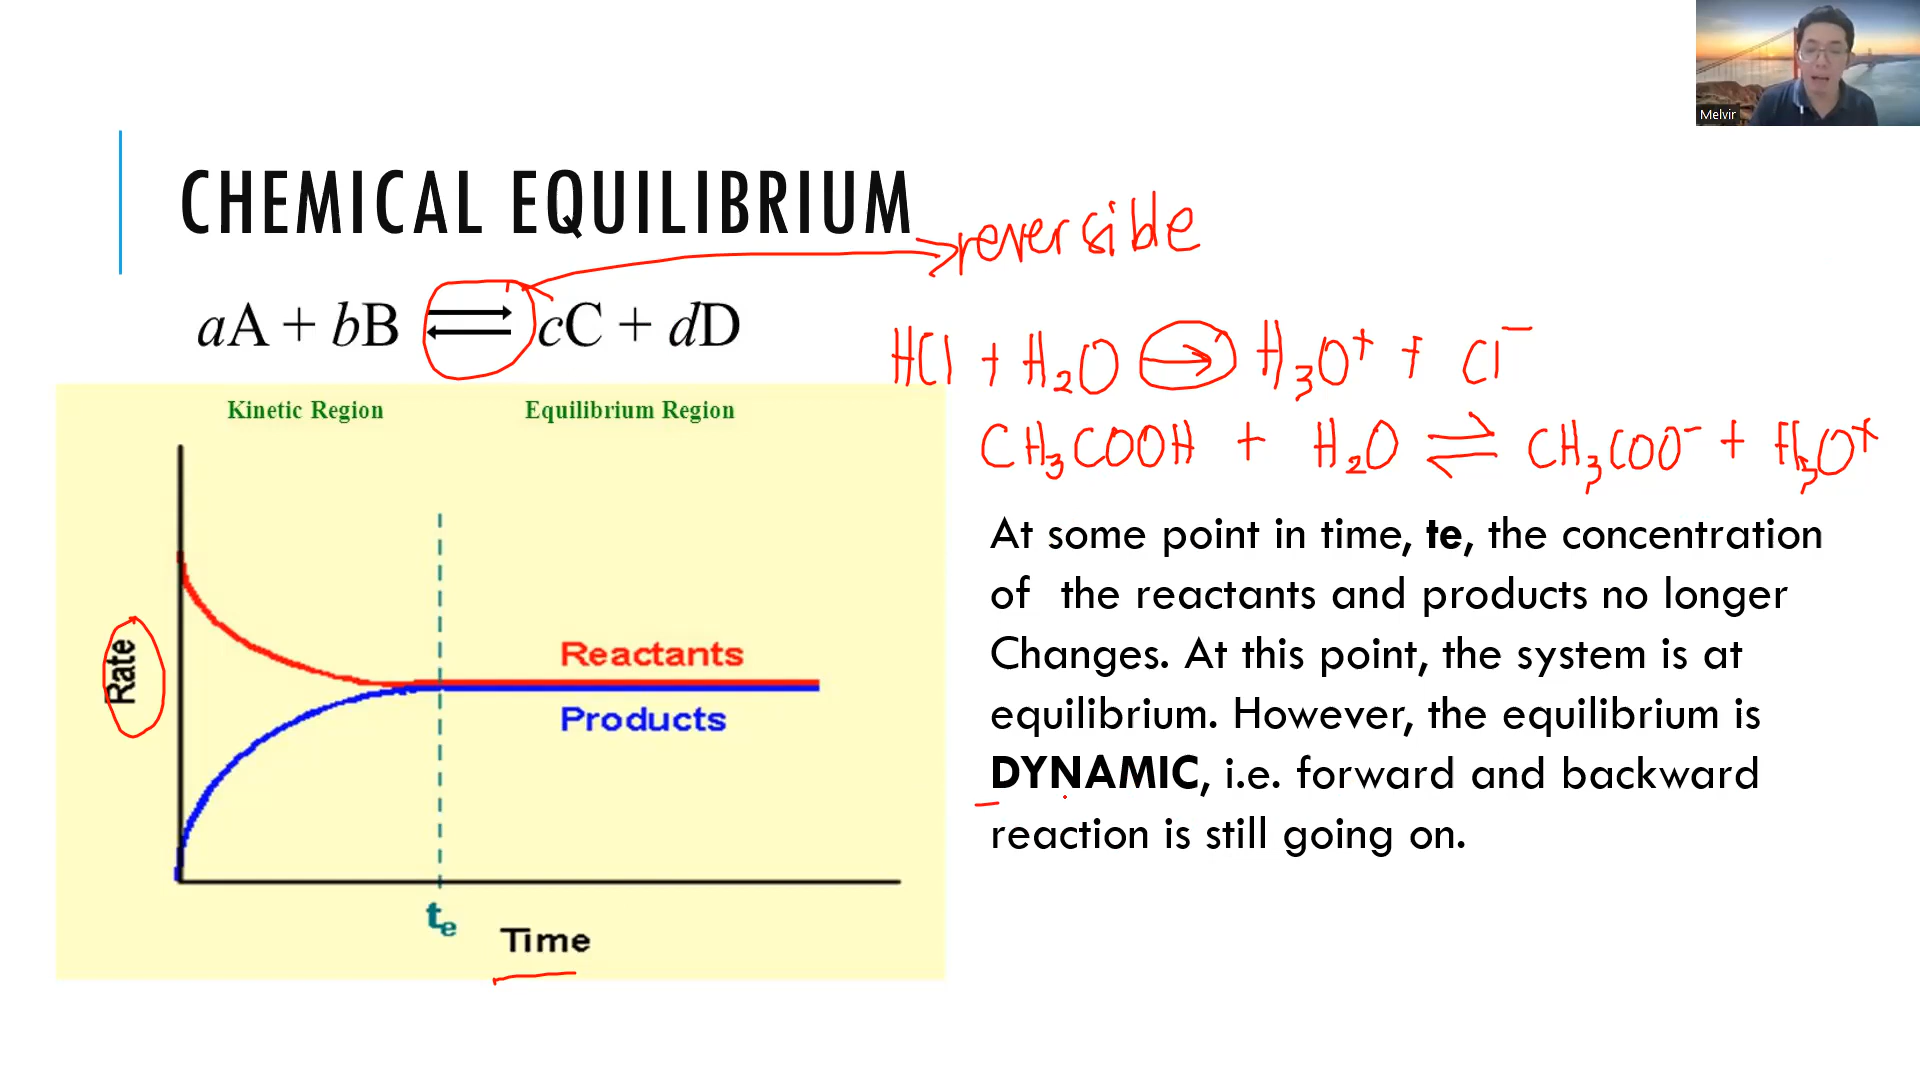 Melvir
CHEMICAL EQUILIBRIUM
reversible
aA + bB ⇌ cC + dD
HCl + H₂O → H₃O⁺ + Cl⁻
CH₃COOH + H₂O ⇌ CH₃COO⁻ + H₃O⁺
Kinetic Region Equilibrium Region
Rate
Reactants
Products
tₑ
Time
At some point in time, te, the concentration
of the reactants and products no longer
Changes. At this point, the system is at
equilibrium. However, the equilibrium is
DYNAMIC, i.e. forward and backward
reaction is still going on.